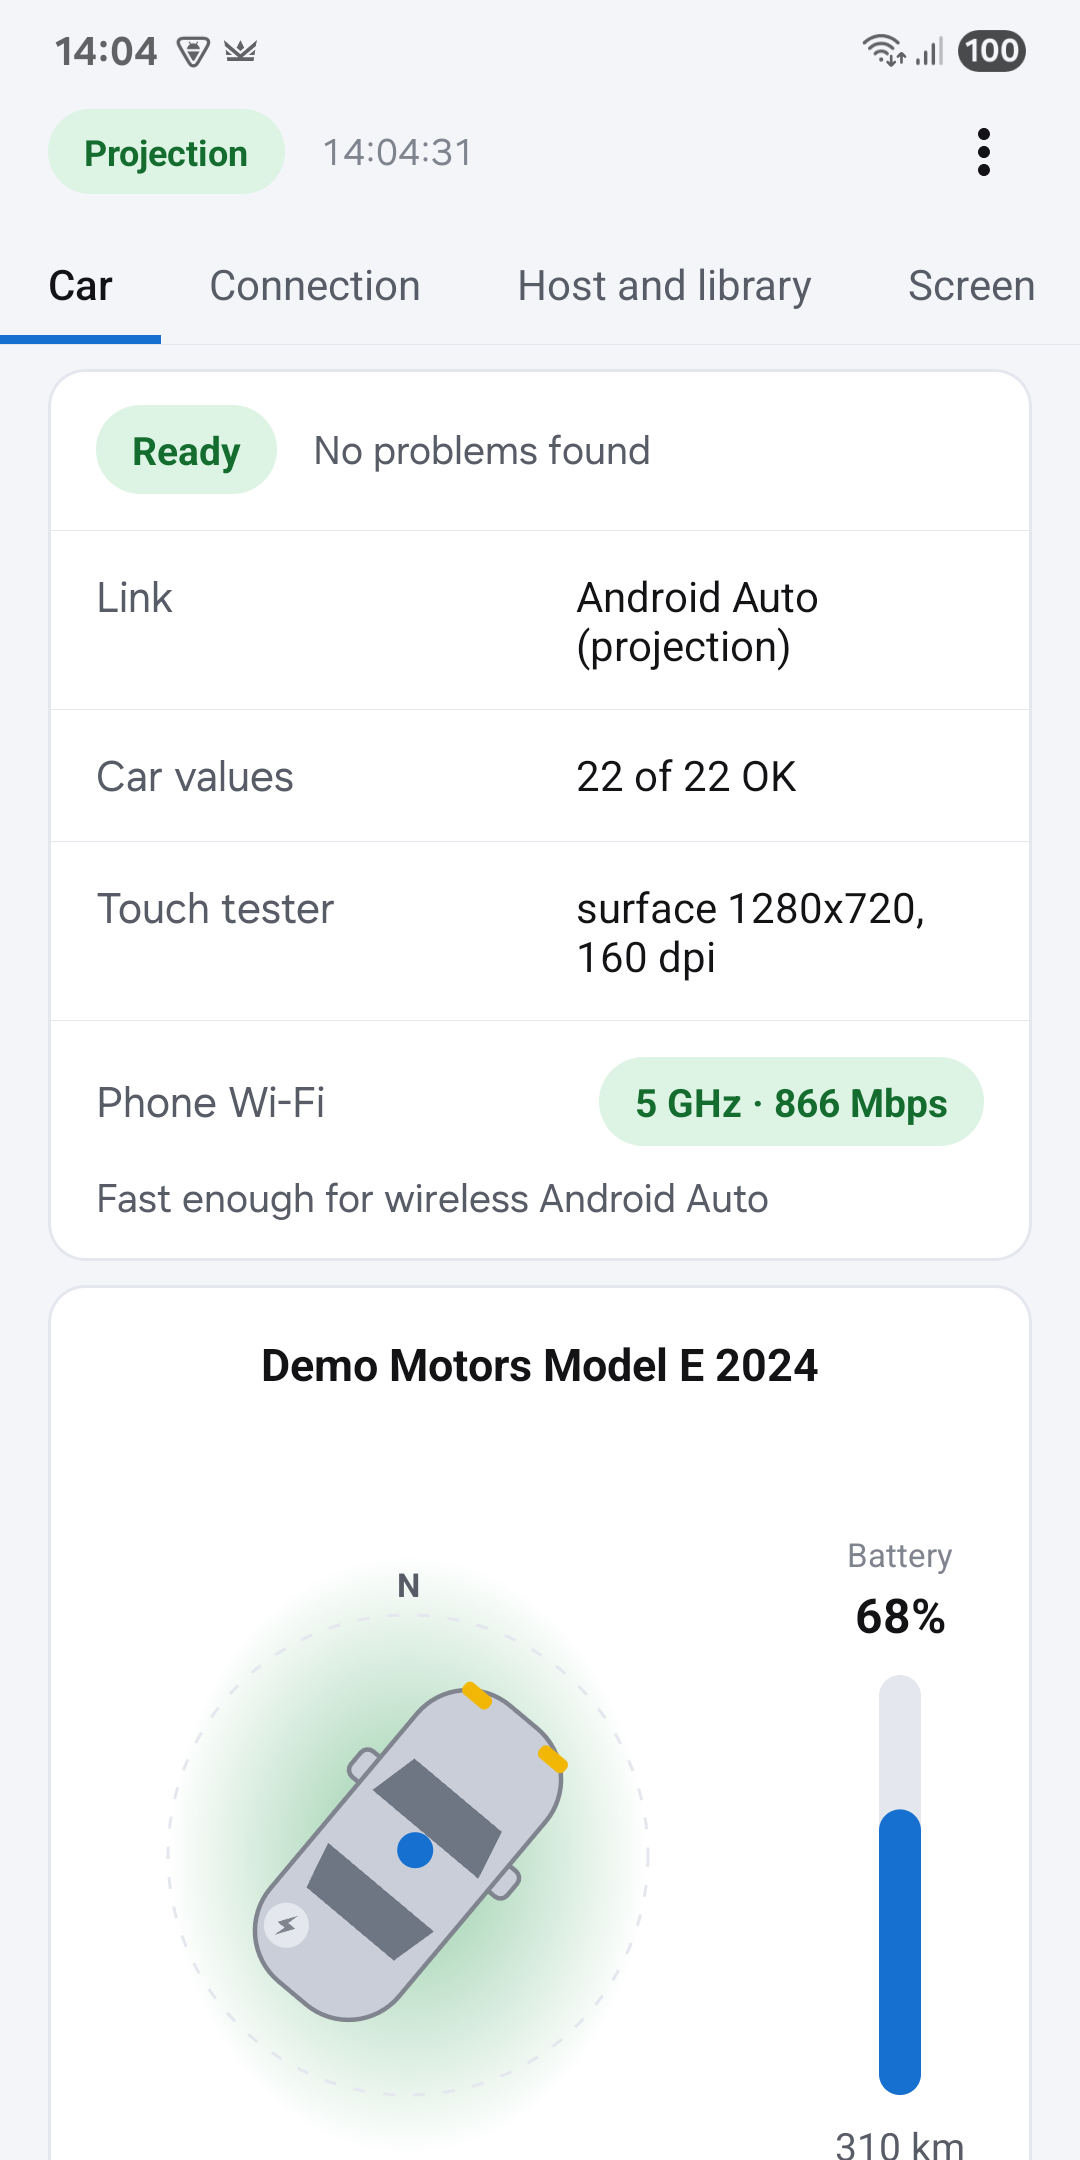 14:04
100
Projection
14:04:31
Car
Connection
Host and library
Screen
Ready
No problems found
Link
Android Auto
(projection)
Car values
22 of 22 OK
Touch tester
surface 1280x720,
160 dpi
Phone Wi-Fi
5 GHz · 866 Mbps
Fast enough for wireless Android Auto
Demo Motors Model E 2024
Battery
68%
N
310 km